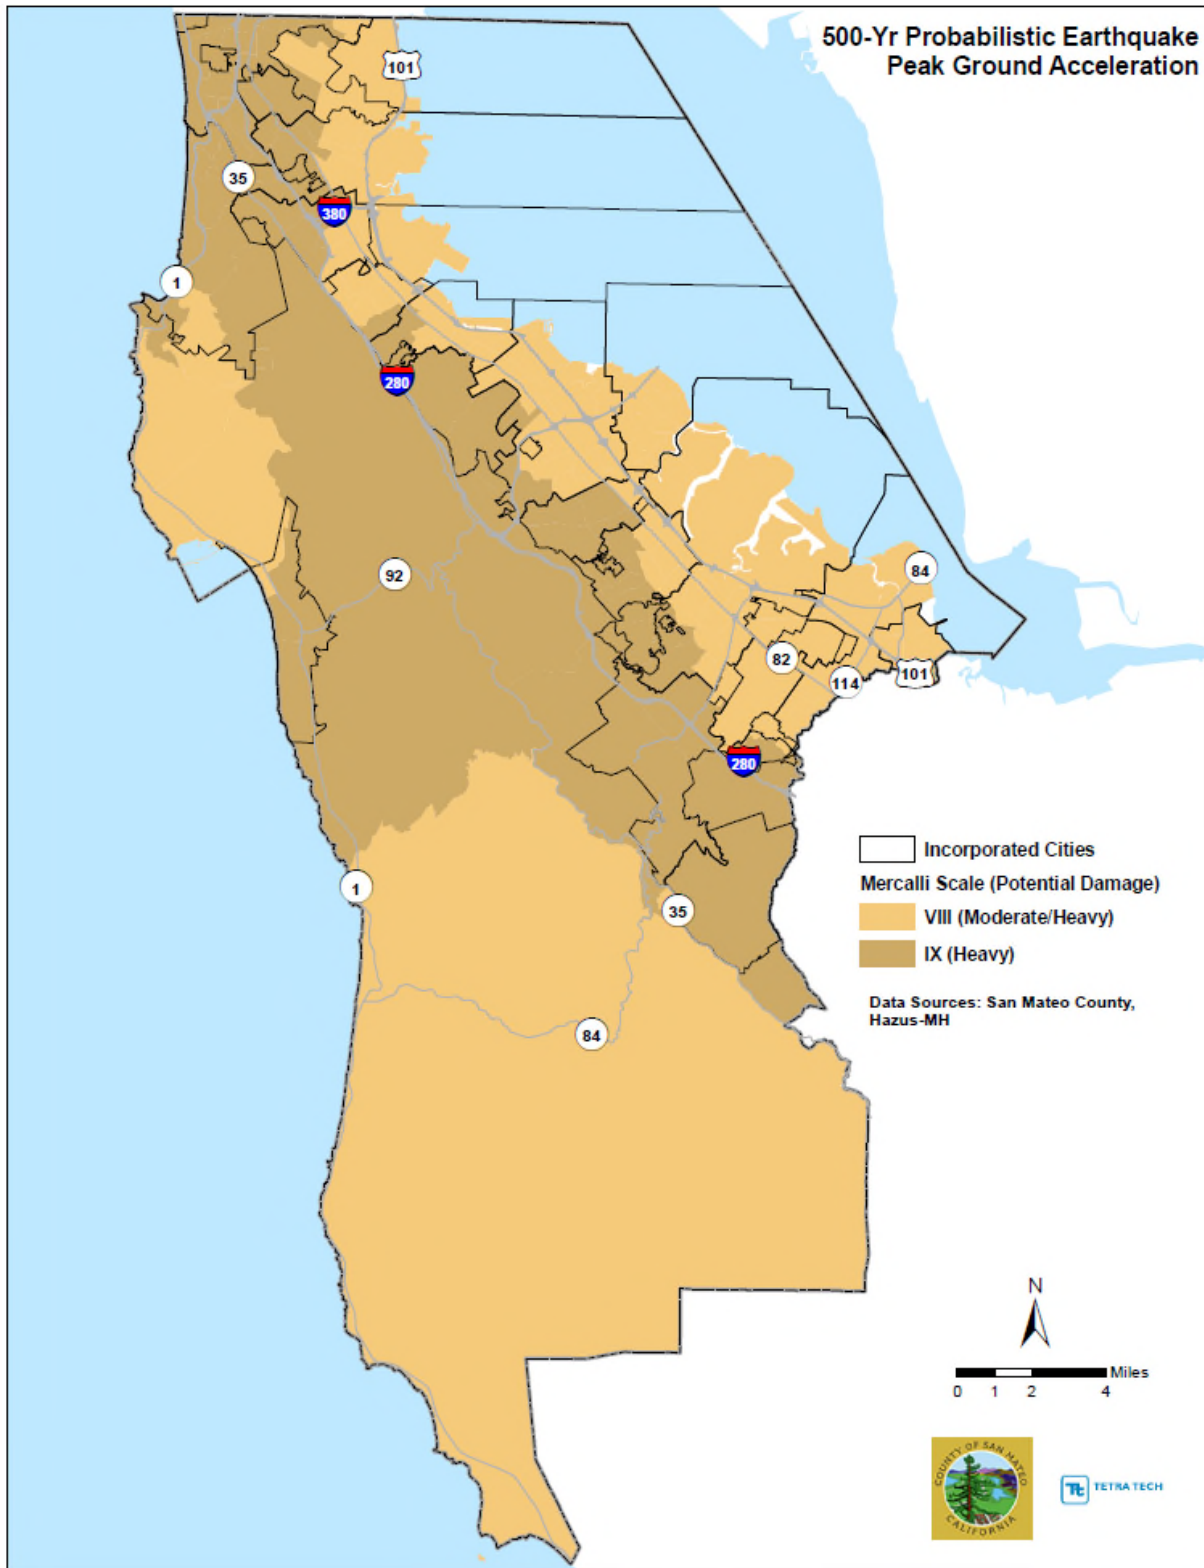 500-Yr Probabilistic Earthquake
Peak Ground Acceleration
101
35
380
1
280
92
84
82
114
101
280
1
35
84
Incorporated Cities
Mercalli Scale (Potential Damage)
VIII (Moderate/Heavy)
IX (Heavy)
Data Sources: San Mateo County,
Hazus-MH
N
Miles
0 1 2 4
COUNTY OF SAN MATEO
CALIFORNIA
Tt TETRA TECH